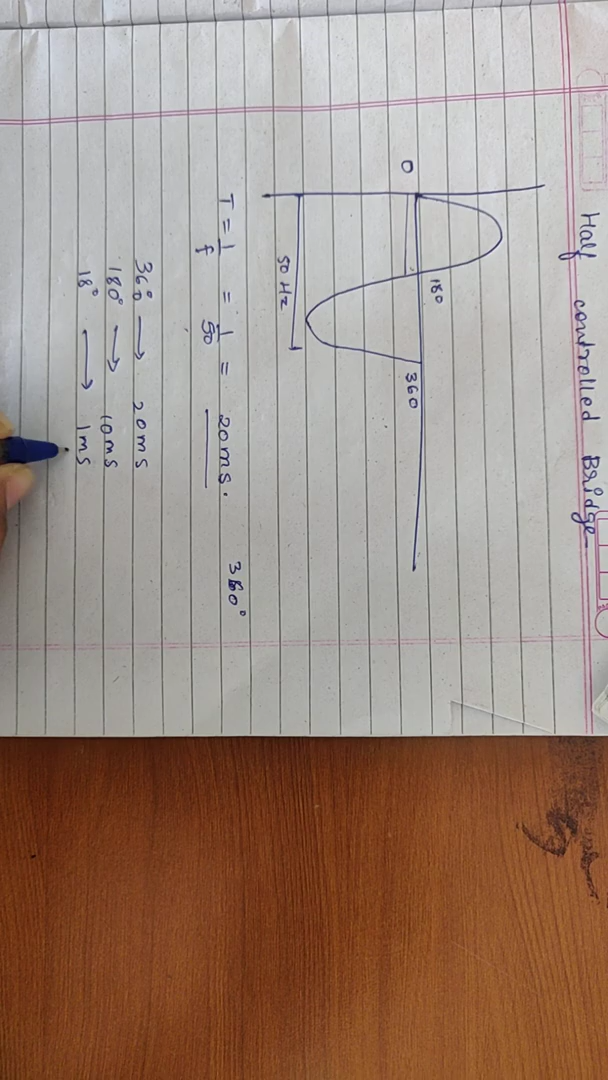 Half controlled Bridge
0
180
360
50 Hz
T = 1/f = 1/50 = 20ms.
360°
360 → 20ms
180° → 10ms
18° → 1ms